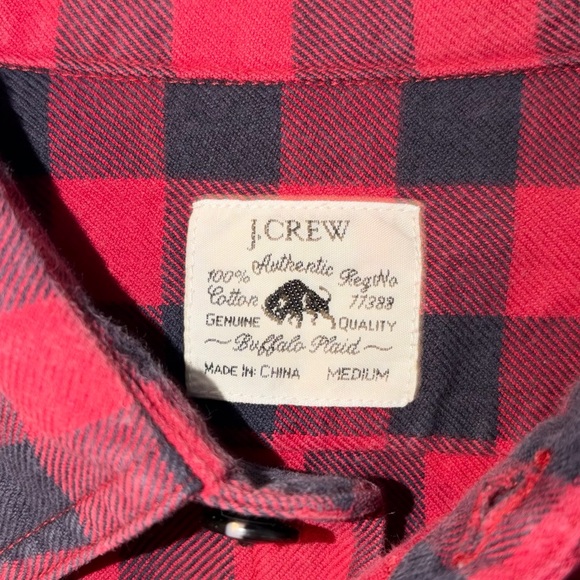 J.CREW
Authentic
100% Cotton
Reg.No 77388
GENUINE QUALITY
~Buffalo Plaid~
MADE IN: CHINA MEDIUM